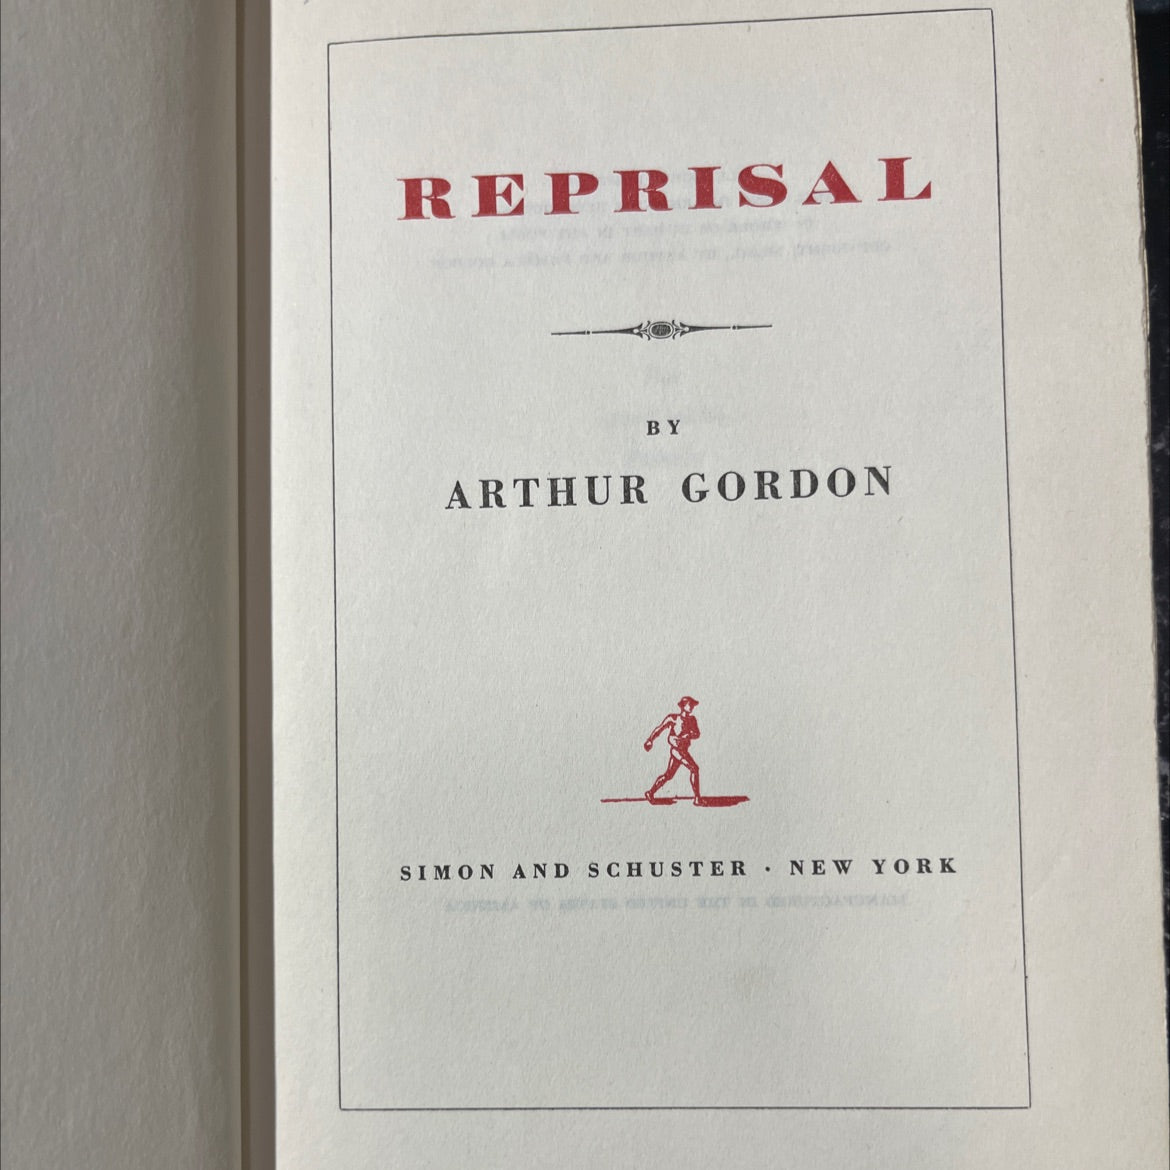 REPRISAL
BY
ARTHUR GORDON
SIMON AND SCHUSTER · NEW YORK